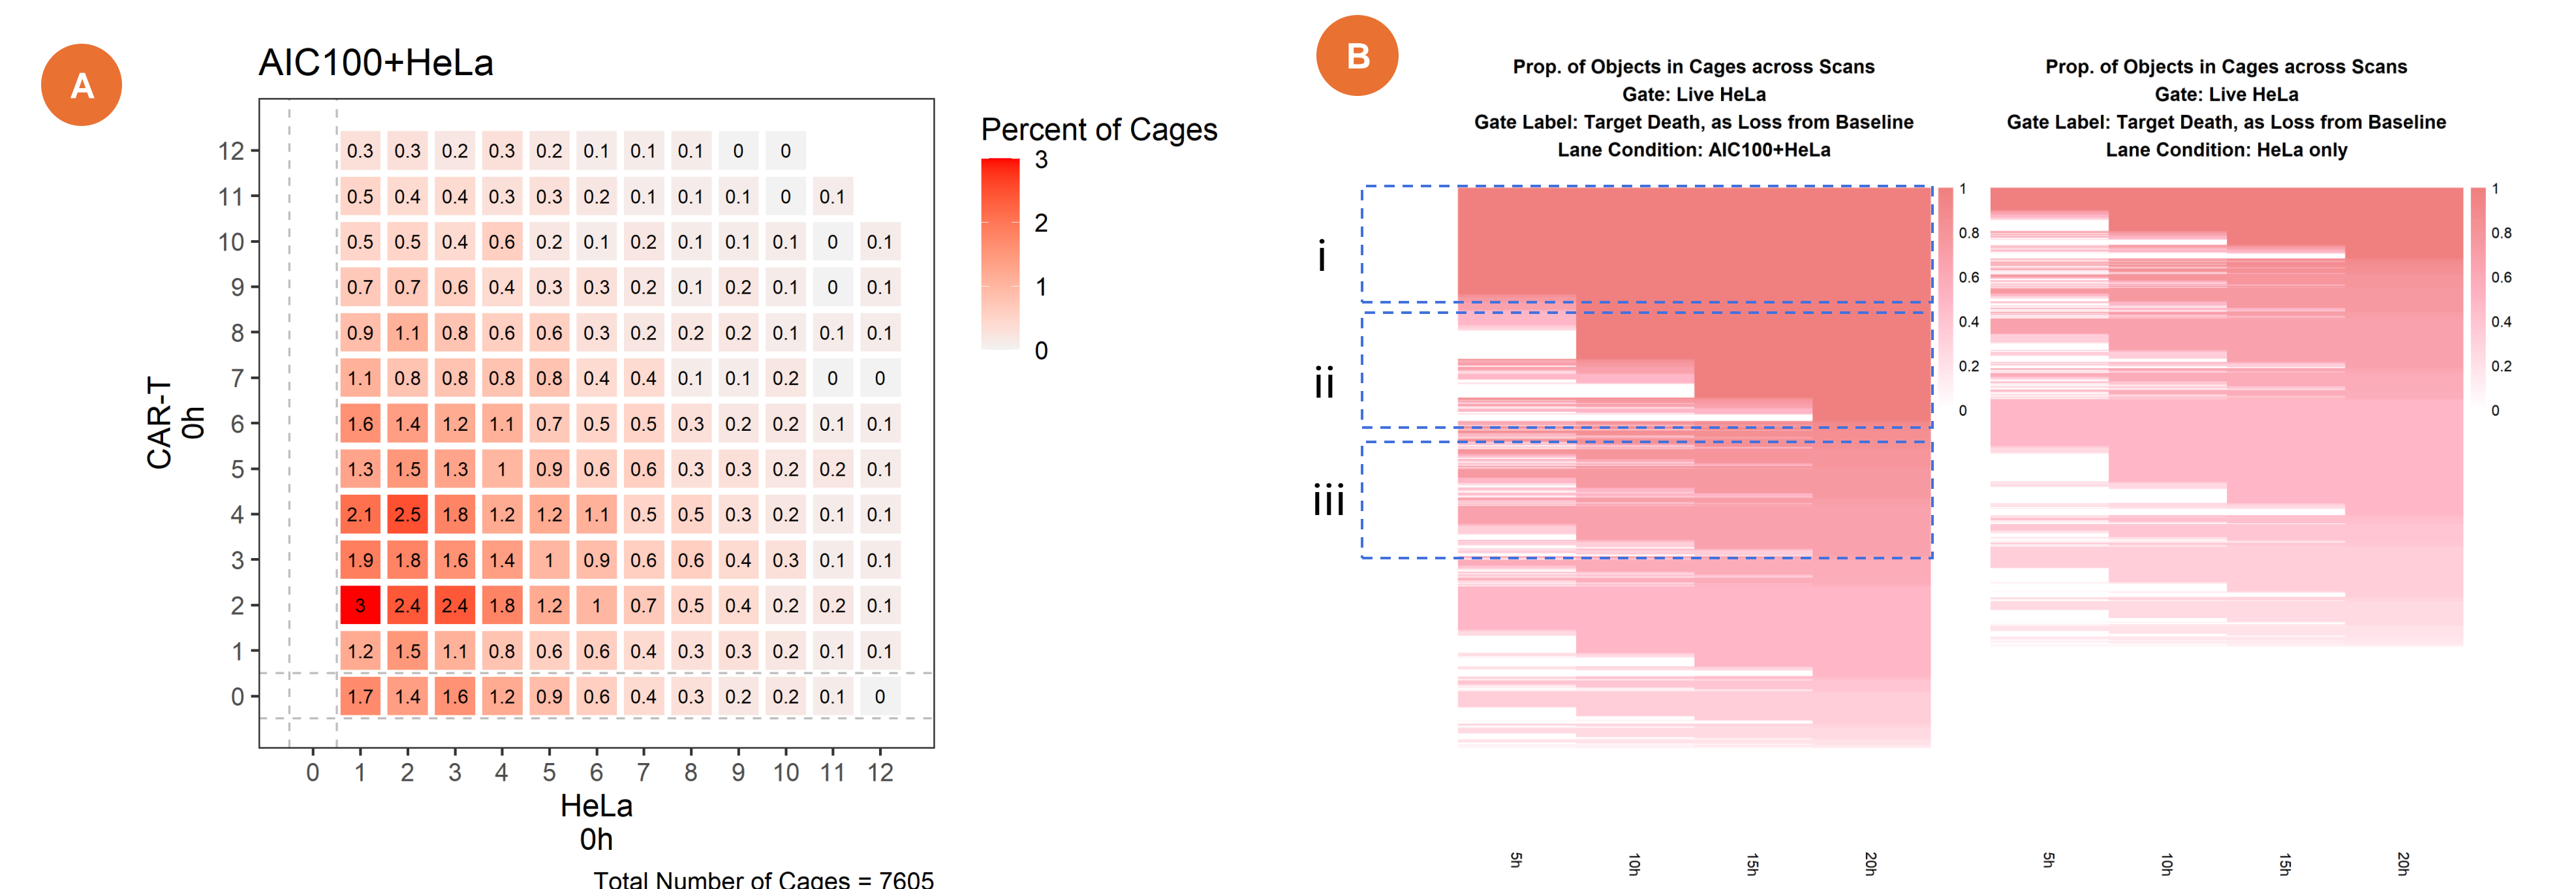 A
AIC100+HeLa
12 0.3 0.3 0.2 0.3 0.2 0.1 0.1 0.1 0 0
11 0.5 0.4 0.4 0.3 0.3 0.2 0.1 0.1 0.1 0 0.1
10 0.5 0.5 0.4 0.6 0.2 0.1 0.2 0.1 0.1 0.1 0 0.1
9 0.7 0.7 0.6 0.4 0.3 0.3 0.2 0.1 0.2 0.1 0 0.1
8 0.9 1.1 0.8 0.6 0.6 0.3 0.2 0.2 0.2 0.1 0.1 0.1
7 1.1 0.8 0.8 0.8 0.8 0.4 0.4 0.1 0.1 0.2 0 0
6 1.6 1.4 1.2 1.1 0.7 0.5 0.5 0.3 0.2 0.2 0.1 0.1
5 1.3 1.5 1.3 1 0.9 0.6 0.6 0.3 0.3 0.2 0.2 0.1
4 2.1 2.5 1.8 1.2 1.2 1.1 0.5 0.5 0.3 0.2 0.1 0.1
3 1.9 1.8 1.6 1.4 1 0.9 0.6 0.6 0.4 0.3 0.1 0.1
2 3 2.4 2.4 1.8 1.2 1 0.7 0.5 0.4 0.2 0.2 0.1
1 1.2 1.5 1.1 0.8 0.6 0.6 0.4 0.3 0.3 0.2 0.1 0.1
0 1.7 1.4 1.6 1.2 0.9 0.6 0.4 0.3 0.2 0.2 0.1 0
0 1 2 3 4 5 6 7 8 9 10 11 12
CAR-T
0h
HeLa
0h
Total Number of Cages = 7605
Percent of Cages
3
2
1
0
B
Prop. of Objects in Cages across Scans
Gate: Live HeLa
Gate Label: Target Death, as Loss from Baseline
Lane Condition: AIC100+HeLa
i
ii
iii
1
0.8
0.6
0.4
0.2
0
5h 10h 15h 20h
Prop. of Objects in Cages across Scans
Gate: Live HeLa
Gate Label: Target Death, as Loss from Baseline
Lane Condition: HeLa only
1
0.8
0.6
0.4
0.2
0
5h 10h 15h 20h